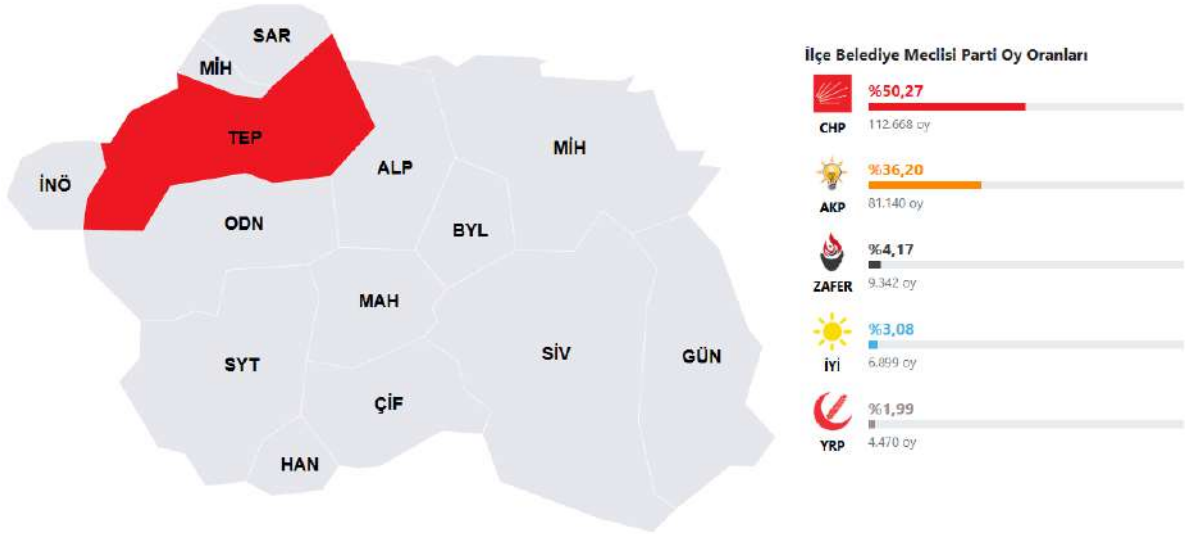 SAR
MİH
TEP
İNÖ
ALP
MİH
ODN
BYL
MAH
SYT
SİV
GÜN
ÇİF
HAN
İlçe Belediye Meclisi Parti Oy Oranları
%50,27
CHP
112.668 oy
%36,20
AKP
81.140 oy
%4,17
ZAFER
9.342 oy
%3,08
İYİ
6.899 oy
%1,99
YRP
4.470 oy